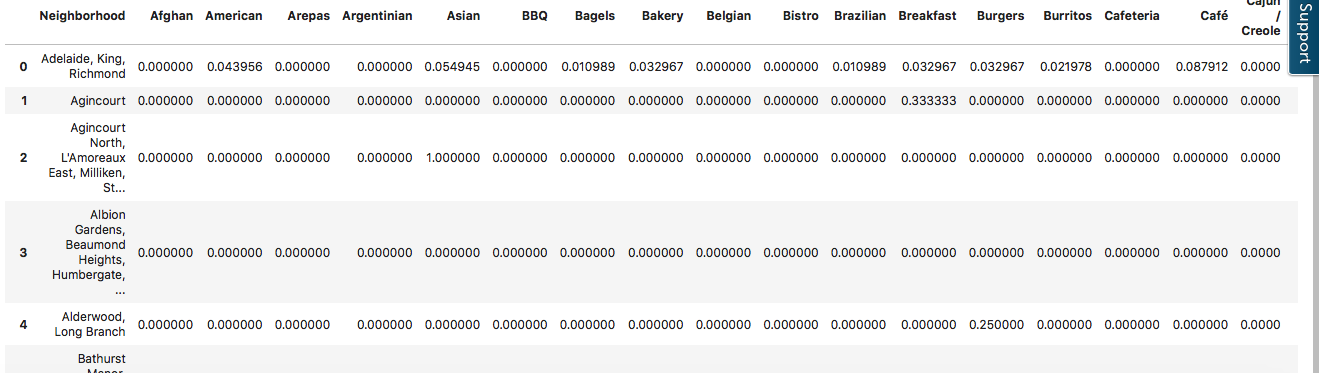 Neighborhood Afghan American Arepas Argentinian Asian BBQ Bagels Bakery Belgian Bistro Brazilian Breakfast Burgers Burritos Cafeteria Café Cajun / Creole
0 Adelaide, King, Richmond 0.000000 0.043956 0.000000 0.000000 0.054945 0.000000 0.010989 0.032967 0.000000 0.000000 0.010989 0.032967 0.032967 0.021978 0.000000 0.087912 0.0000
1 Agincourt 0.000000 0.000000 0.000000 0.000000 0.000000 0.000000 0.000000 0.000000 0.000000 0.000000 0.000000 0.333333 0.000000 0.000000 0.000000 0.000000 0.0000
2 Agincourt North, L'Amoreaux East, Milliken, St... 0.000000 0.000000 0.000000 0.000000 1.000000 0.000000 0.000000 0.000000 0.000000 0.000000 0.000000 0.000000 0.000000 0.000000 0.000000 0.000000 0.0000
3 Albion Gardens, Beaumond Heights, Humbergate, ... 0.000000 0.000000 0.000000 0.000000 0.000000 0.000000 0.000000 0.000000 0.000000 0.000000 0.000000 0.000000 0.000000 0.000000 0.000000 0.000000 0.0000
4 Alderwood, Long Branch 0.000000 0.000000 0.000000 0.000000 0.000000 0.000000 0.000000 0.000000 0.000000 0.000000 0.000000 0.000000 0.250000 0.000000 0.000000 0.000000 0.0000
Bathurst
Manor,
Support